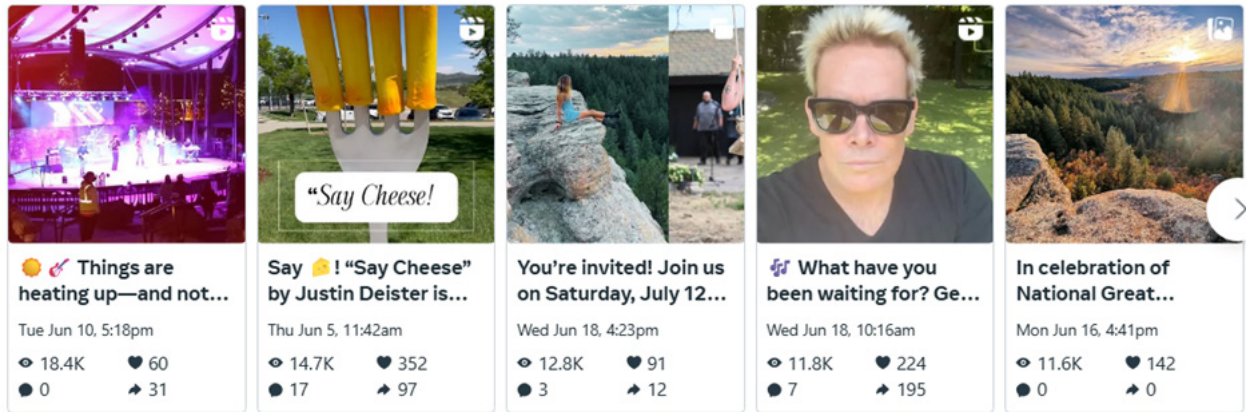 “Say Cheese!
☀️ 🎸 Things are
heating up—and not...
Tue Jun 10, 5:18pm
18.4K 60
0 31
Say 🧀! “Say Cheese”
by Justin Deister is...
Thu Jun 5, 11:42am
14.7K 352
17 97
You’re invited! Join us
on Saturday, July 12...
Wed Jun 18, 4:23pm
12.8K 91
3 12
🎶 What have you
been waiting for? Ge...
Wed Jun 18, 10:16am
11.8K 224
7 195
In celebration of
National Great...
Mon Jun 16, 4:41pm
11.6K 142
0 0